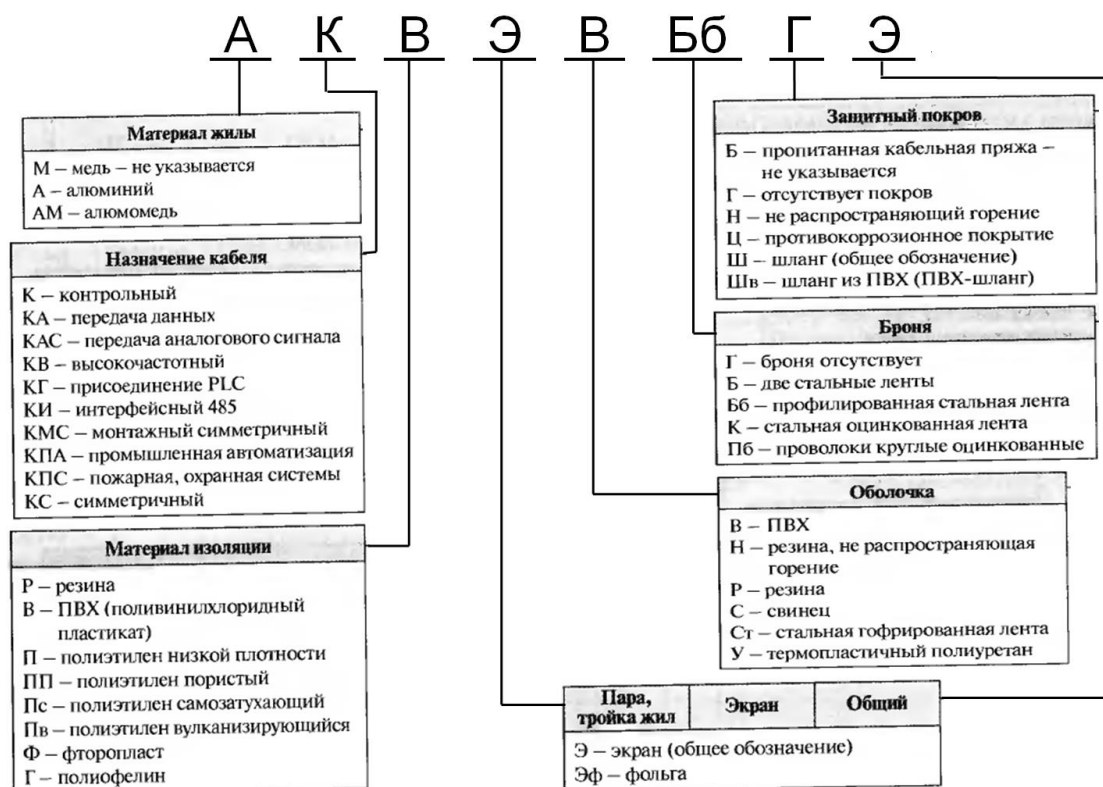 А К В Э В Бб Г Э
Материал жилы
М – медь – не указывается
А – алюминий
АМ – алюмомедь
Назначение кабеля
К – контрольный
КА – передача данных
КАС – передача аналогового сигнала
КВ – высокочастотный
КГ – присоединение PLC
КИ – интерфейсный 485
КМС – монтажный симметричный
КПА – промышленная автоматизация
КПС – пожарная, охранная системы
КС – симметричный
Материал изоляции
Р – резина
В – ПВХ (поливинилхлоридный
пластикат)
П – полиэтилен низкой плотности
ПП – полиэтилен пористый
Пс – полиэтилен самозатухающий
Пв – полиэтилен вулканизирующийся
Ф – фторопласт
Г – полиофелин
Защитный покров
Б – пропитанная кабельная пряжа –
не указывается
Г – отсутствует покров
Н – не распространяющий горение
Ц – противокоррозионное покрытие
Ш – шланг (общее обозначение)
Шв – шланг из ПВХ (ПВХ-шланг)
Броня
Г – броня отсутствует
Б – две стальные ленты
Бб – профилированная стальная лента
К – стальная оцинкованная лента
Пб – проволоки круглые оцинкованные
Оболочка
В – ПВХ
Н – резина, не распространяющая
горение
Р – резина
С – свинец
Ст – стальная гофрированная лента
У – термопластичный полиуретан
Пара,
тройка жил Экран Общий
Э – экран (общее обозначение)
Эф – фольга